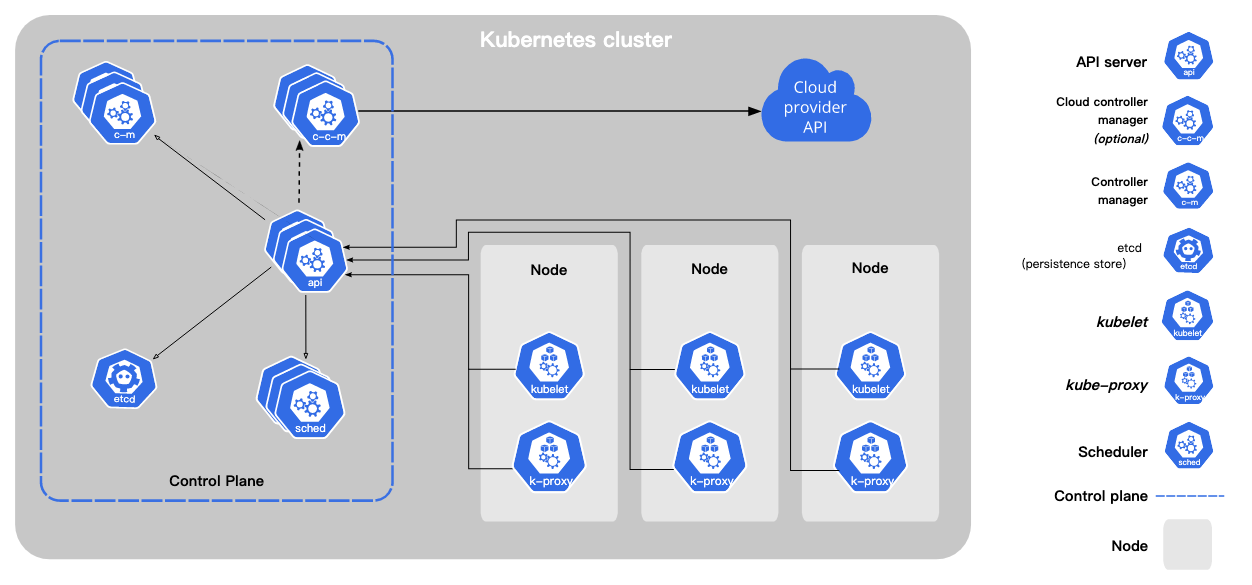 Kubernetes cluster
c-m
c-c-m
Cloud
provider
API
api
etcd
sched
Control Plane
Node
kubelet
k-proxy
Node
kubelet
k-proxy
Node
kubelet
k-proxy
API server
api
Cloud controller
manager
(optional)
c-c-m
Controller
manager
c-m
etcd
(persistence store)
etcd
kubelet
kubelet
kube-proxy
k-proxy
Scheduler
sched
Control plane
Node